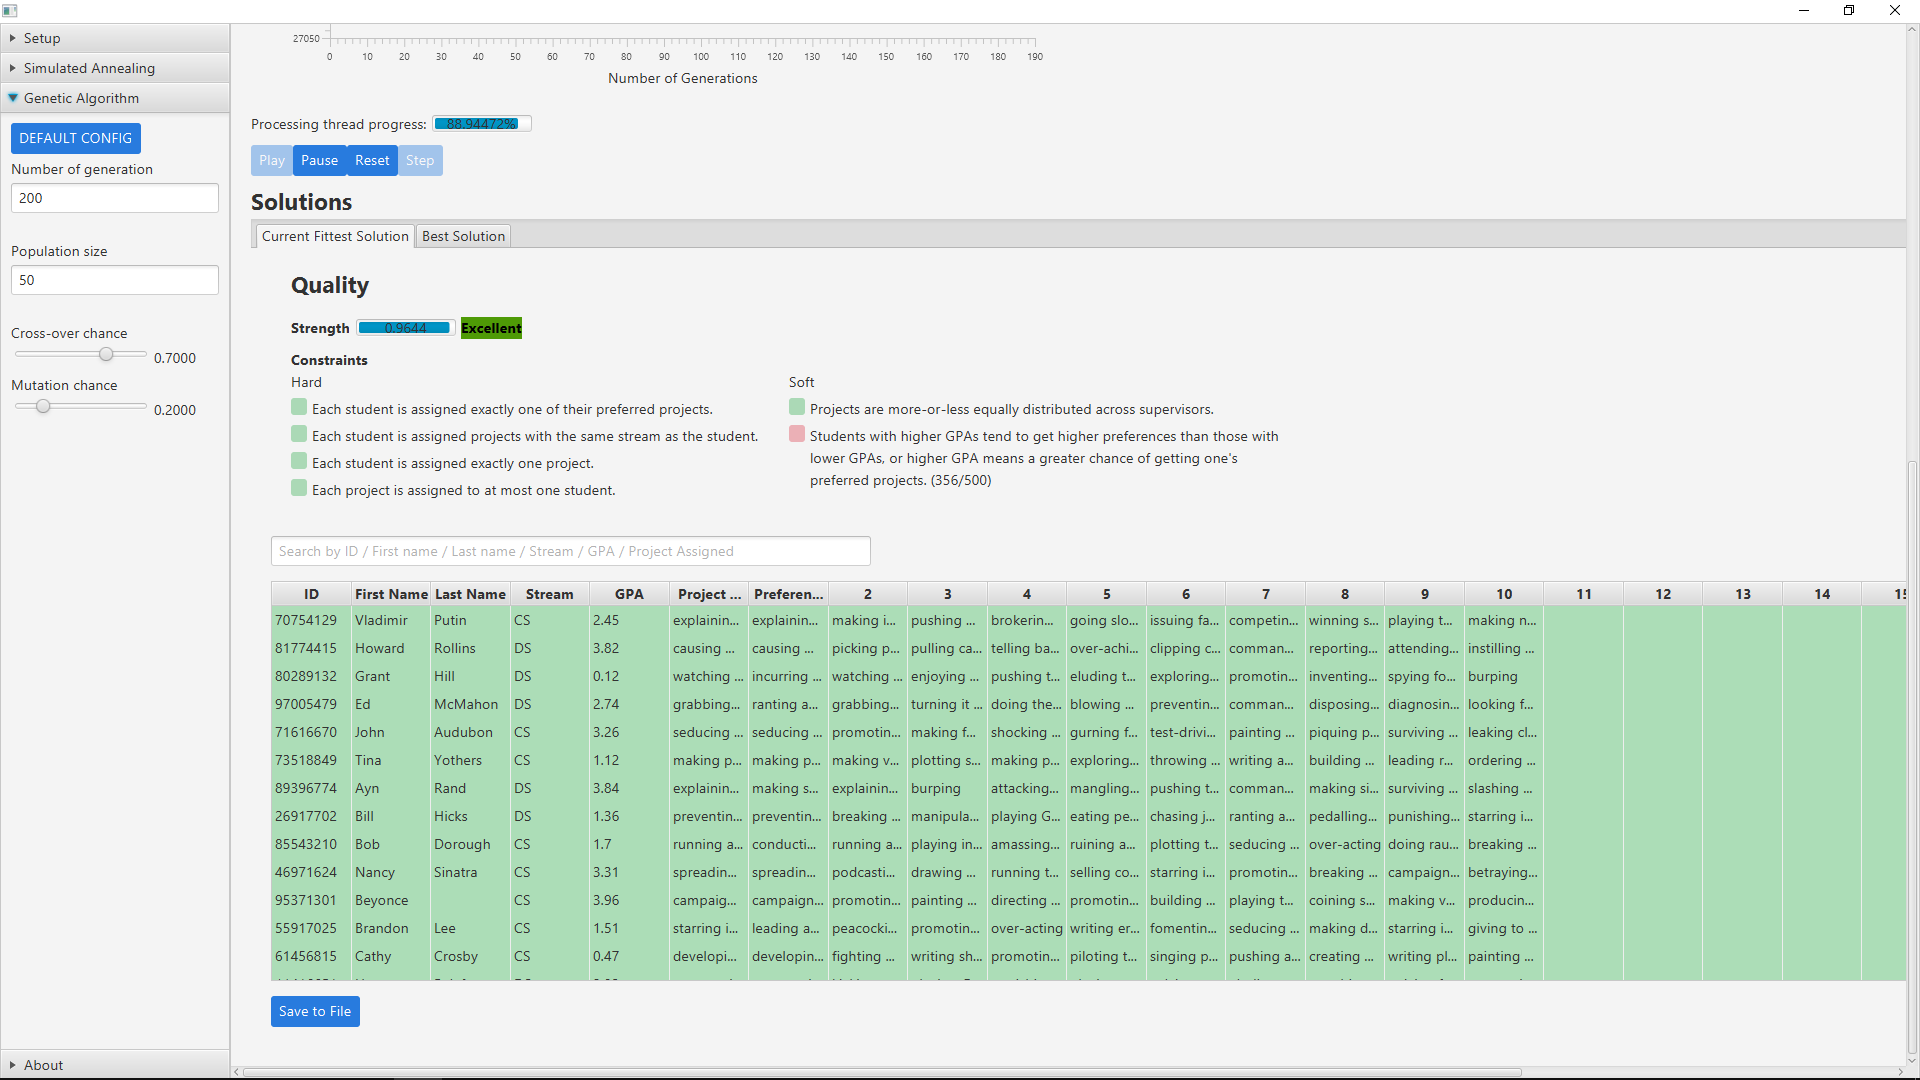 Setup
Simulated Annealing
Genetic Algorithm
DEFAULT CONFIG
Number of generation
200
Population size
50
Cross-over chance
0.7000
Mutation chance
0.2000
About
27050
0 10 20 30 40 50 60 70 80 90 100 110 120 130 140 150 160 170 180 190
Number of Generations
Processing thread progress: 88.94472%
Play Pause Reset Step
Solutions
Current Fittest Solution Best Solution
Quality
Strength 0.9644 Excellent
Constraints
Hard
Each student is assigned exactly one of their preferred projects.
Each student is assigned projects with the same stream as the student.
Each student is assigned exactly one project.
Each project is assigned to at most one student.
Soft
Projects are more-or-less equally distributed across supervisors.
Students with higher GPAs tend to get higher preferences than those with
lower GPAs, or higher GPA means a greater chance of getting one's
preferred projects. (356/500)
Search by ID / First name / Last name / Stream / GPA / Project Assigned
ID First Name Last Name Stream GPA Project ... Preferen... 2 3 4 5 6 7 8 9 10 11 12 13 14 15
70754129 Vladimir Putin CS 2.45 explainin... explainin... making i... pushing ... brokerin... going slo... issuing fa... competin... winning s... playing t... making n...
81774415 Howard Rollins DS 3.82 causing ... causing ... picking p... pulling ca... telling ba... over-achi... clipping c... comman... reporting... attending... instilling ...
80289132 Grant Hill DS 0.12 watching ... incurring ... watching ... enjoying ... pushing t... eluding t... exploring... promotin... inventing... spying fo... burping
97005479 Ed McMahon DS 2.74 grabbing... ranting a... grabbing... turning it ... doing the... blowing ... preventin... comman... disposing... diagnosin... looking f...
71616670 John Audubon CS 3.26 seducing ... seducing ... promotin... making f... shocking ... gurning f... test-drivi... painting ... piquing p... surviving ... leaking cl...
73518849 Tina Yothers CS 1.12 making p... making p... making v... plotting s... making p... exploring... throwing ... writing a... building ... leading r... ordering ...
89396774 Ayn Rand DS 3.84 explainin... making s... explainin... burping attacking... mangling... pushing t... comman... making si... surviving ... slashing ...
26917702 Bill Hicks DS 1.36 preventin... preventin... breaking ... manipula... playing G... eating pe... chasing j... ranting a... pedalling... punishing... starring i...
85543210 Bob Dorough CS 1.7 running a... conducti... running a... playing in... amassing... ruining a... plotting t... seducing ... over-acting doing rau... breaking ...
46971624 Nancy Sinatra CS 3.31 spreadin... spreadin... podcasti... drawing ... running t... selling co... starring i... promotin... breaking ... campaign... betraying...
95371301 Beyonce CS 3.96 campaig... campaign... promotin... painting ... directing ... promotin... building ... playing t... coining s... making v... producin...
55917025 Brandon Lee CS 1.51 starring i... leading a... peacocki... promotin... over-acting writing er... fomentin... seducing ... making d... starring i... giving to ...
61456815 Cathy Crosby CS 0.47 developi... developin... fighting ... writing sh... promotin... piloting t... singing p... pushing a... creating ... writing pl... painting ...
Save to File